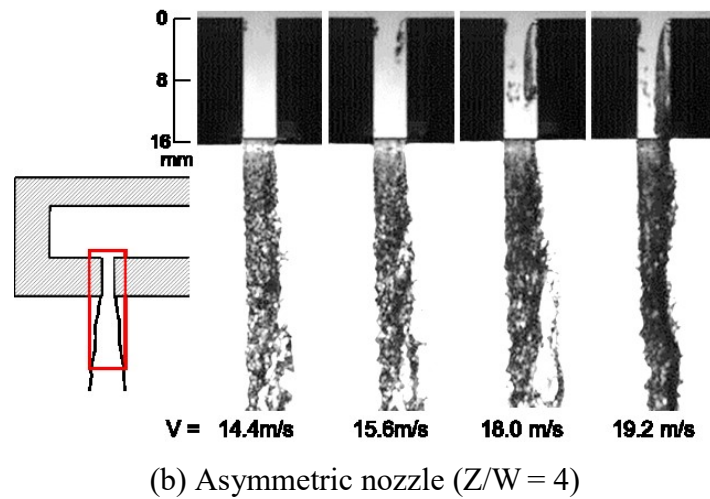 0
8
16
mm
V = 14.4m/s 15.6m/s 18.0 m/s 19.2 m/s
(b) Asymmetric nozzle (Z/W = 4)